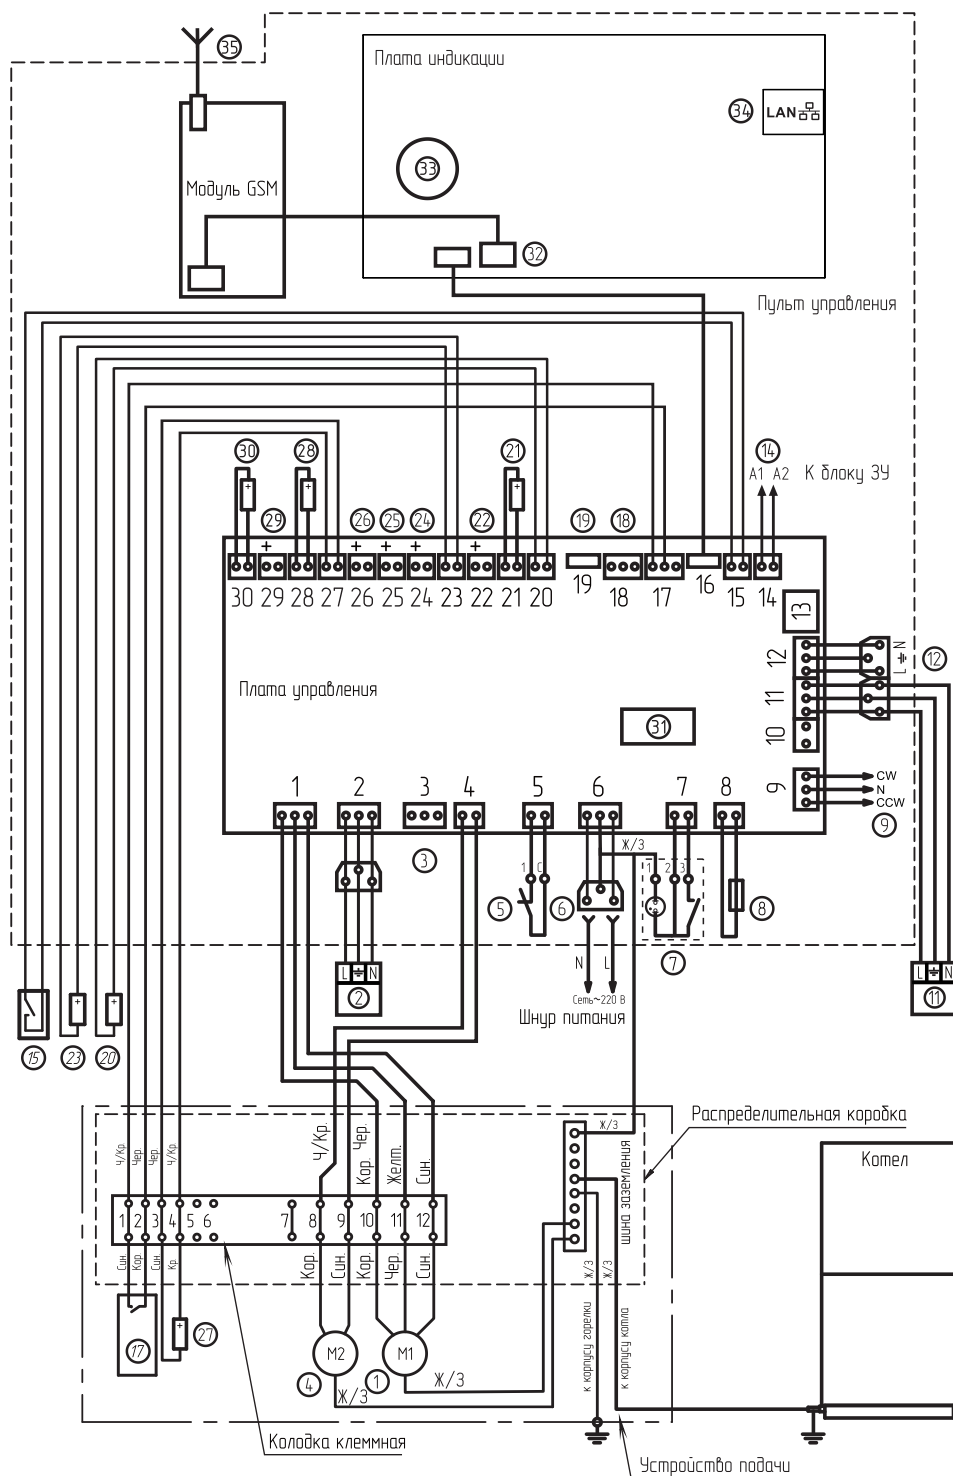 35
Плата индикации
34
LAN
33
Модуль GSM
32
Пульт управления
30
28
21
14
A1 A2 К блоку ЗУ
29
26
25
24
22
19
18
+ + + + +
30 29 28 27 26 25 24 23 22 21 20 19 18 17 16 15 14
13
12
N
L
12
Плата управления
11
31
10
9
CW
N
CCW
9
1 2 3 4 5 6 7 8
3
Ж/З
1 C
1 2 3
5
6
8
7
L N
2
N L
Сеть~220 В
Шнур питания
L N
11
15
23
20
Распределительная коробка
Ж/З
Ч/Кр.
Чер.
Чер.
Ч/Кр.
Ч/Кр.
Кор.
Чер.
Желт.
Син.
шина заземления
Котел
1 2 3 4 5 6 7 8 9 10 11 12
Син.
Кор.
Син.
Кр.
Кор.
Син.
Кор.
Чер.
Син.
Ж/З
Ж/З
к корпусу горелки
к корпусу котла
17
27
M2
M1
4
1
Ж/З
Ж/З
Колодка клеммная
Устройство подачи